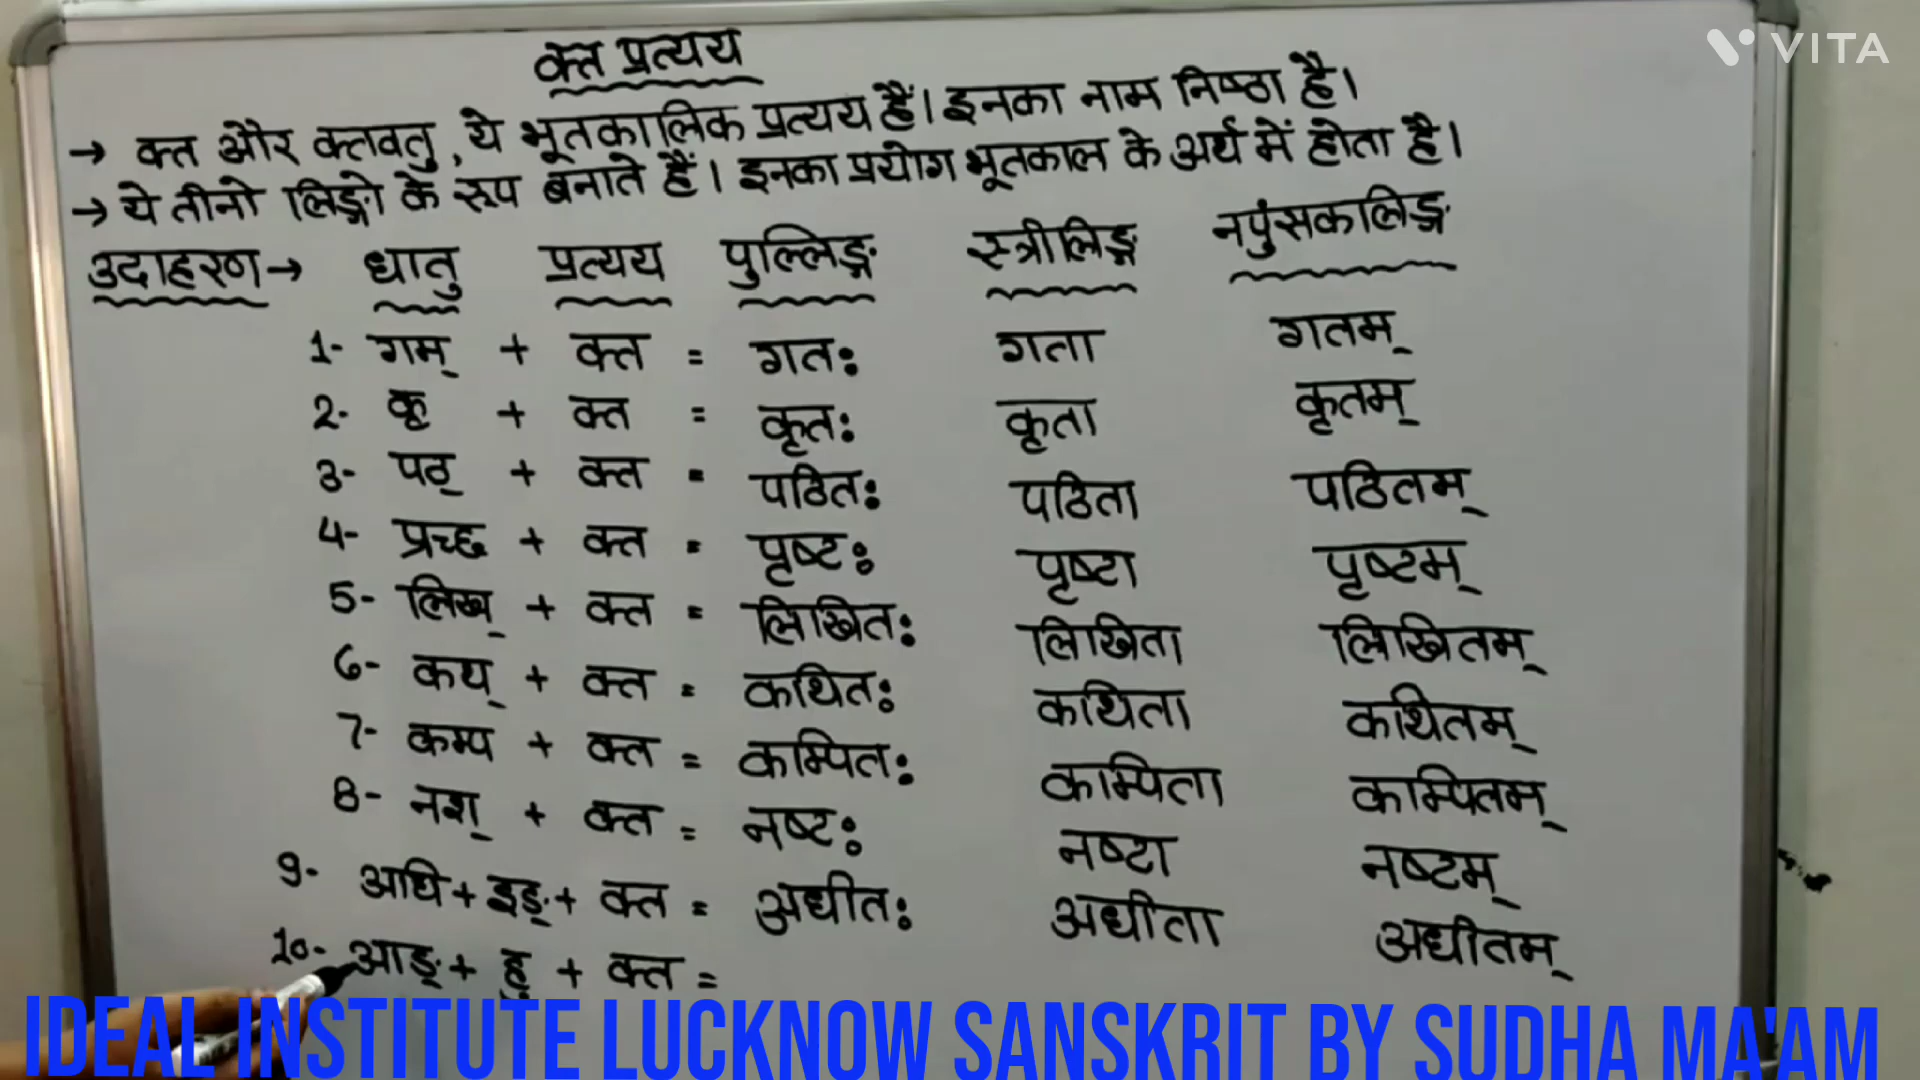 VITA
क्त प्रत्यय
→ क्त और क्तवतु, ये भूतकालिक प्रत्यय हैं। इनका नाम निष्ठा है।
→ ये तीनो लिङ्गो के रूप बनाते हैं। इनका प्रयोग भूतकाल के अर्थ में होता है।
उदाहरण → धातु प्रत्यय पुल्लिङ्ग स्त्रीलिङ्ग नपुंसकलिङ्ग
1- गम् + क्त = गतः गता गतम्
2- कृ + क्त = कृतः कृता कृतम्
3- पठ् + क्त = पठितः पठिता पठितम्
4- प्रच्छ + क्त = पृष्टः पृष्टा पृष्टम्
5- लिख् + क्त = लिखितः लिखिता लिखितम्
6- कथ् + क्त = कथितः कथिता कथितम्
7- कम्प + क्त = कम्पितः कम्पिता कम्पितम्
8- नश् + क्त = नष्टः नष्टा नष्टम्
9- अधि + इङ् + क्त = अधीतः अधीता अधीतम्
10- आङ् + हृ + क्त =
IDEAL INSTITUTE LUCKNOW SANSKRIT BY SUDHA MA'AM